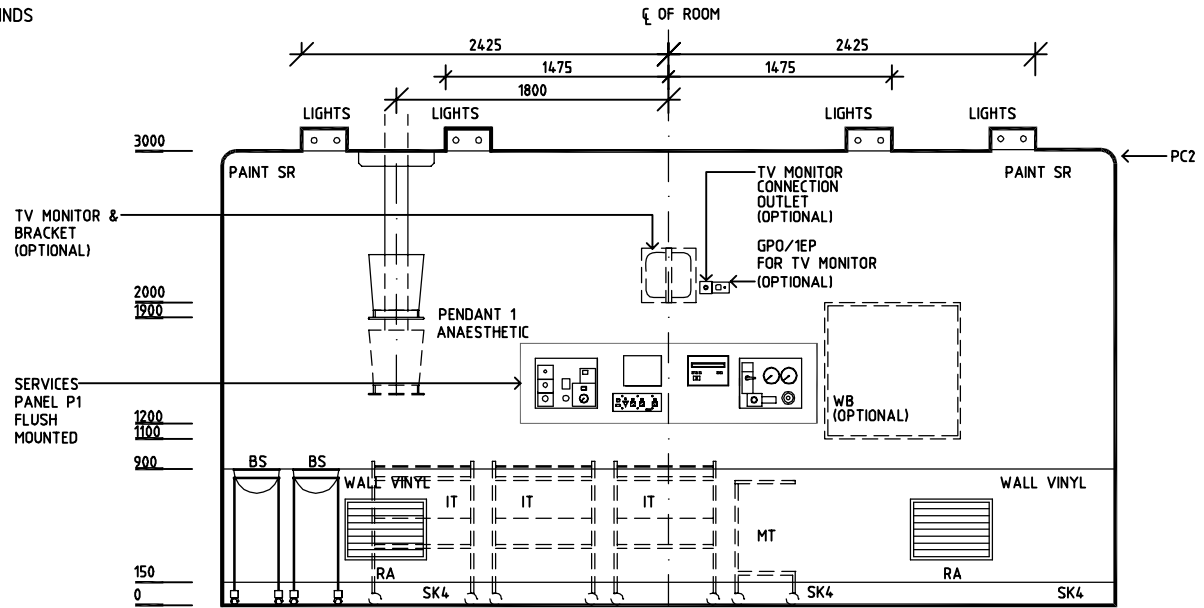 INDS
℄ OF ROOM
2425 2425
1475 1475
1800
LIGHTS LIGHTS LIGHTS LIGHTS
3000
PC2
PAINT SR PAINT SR
TV MONITOR
CONNECTION
OUTLET
(OPTIONAL)
TV MONITOR &
BRACKET
(OPTIONAL)
GPO/1EP
FOR TV MONITOR
(OPTIONAL)
2000
1900
PENDANT 1
ANAESTHETIC
SERVICES
PANEL P1
FLUSH
MOUNTED
WB
(OPTIONAL)
1200
1100
900
BS BS
WALL VINYL WALL VINYL
IT IT IT
MT
RA RA
150
0
SK4 SK4 SK4